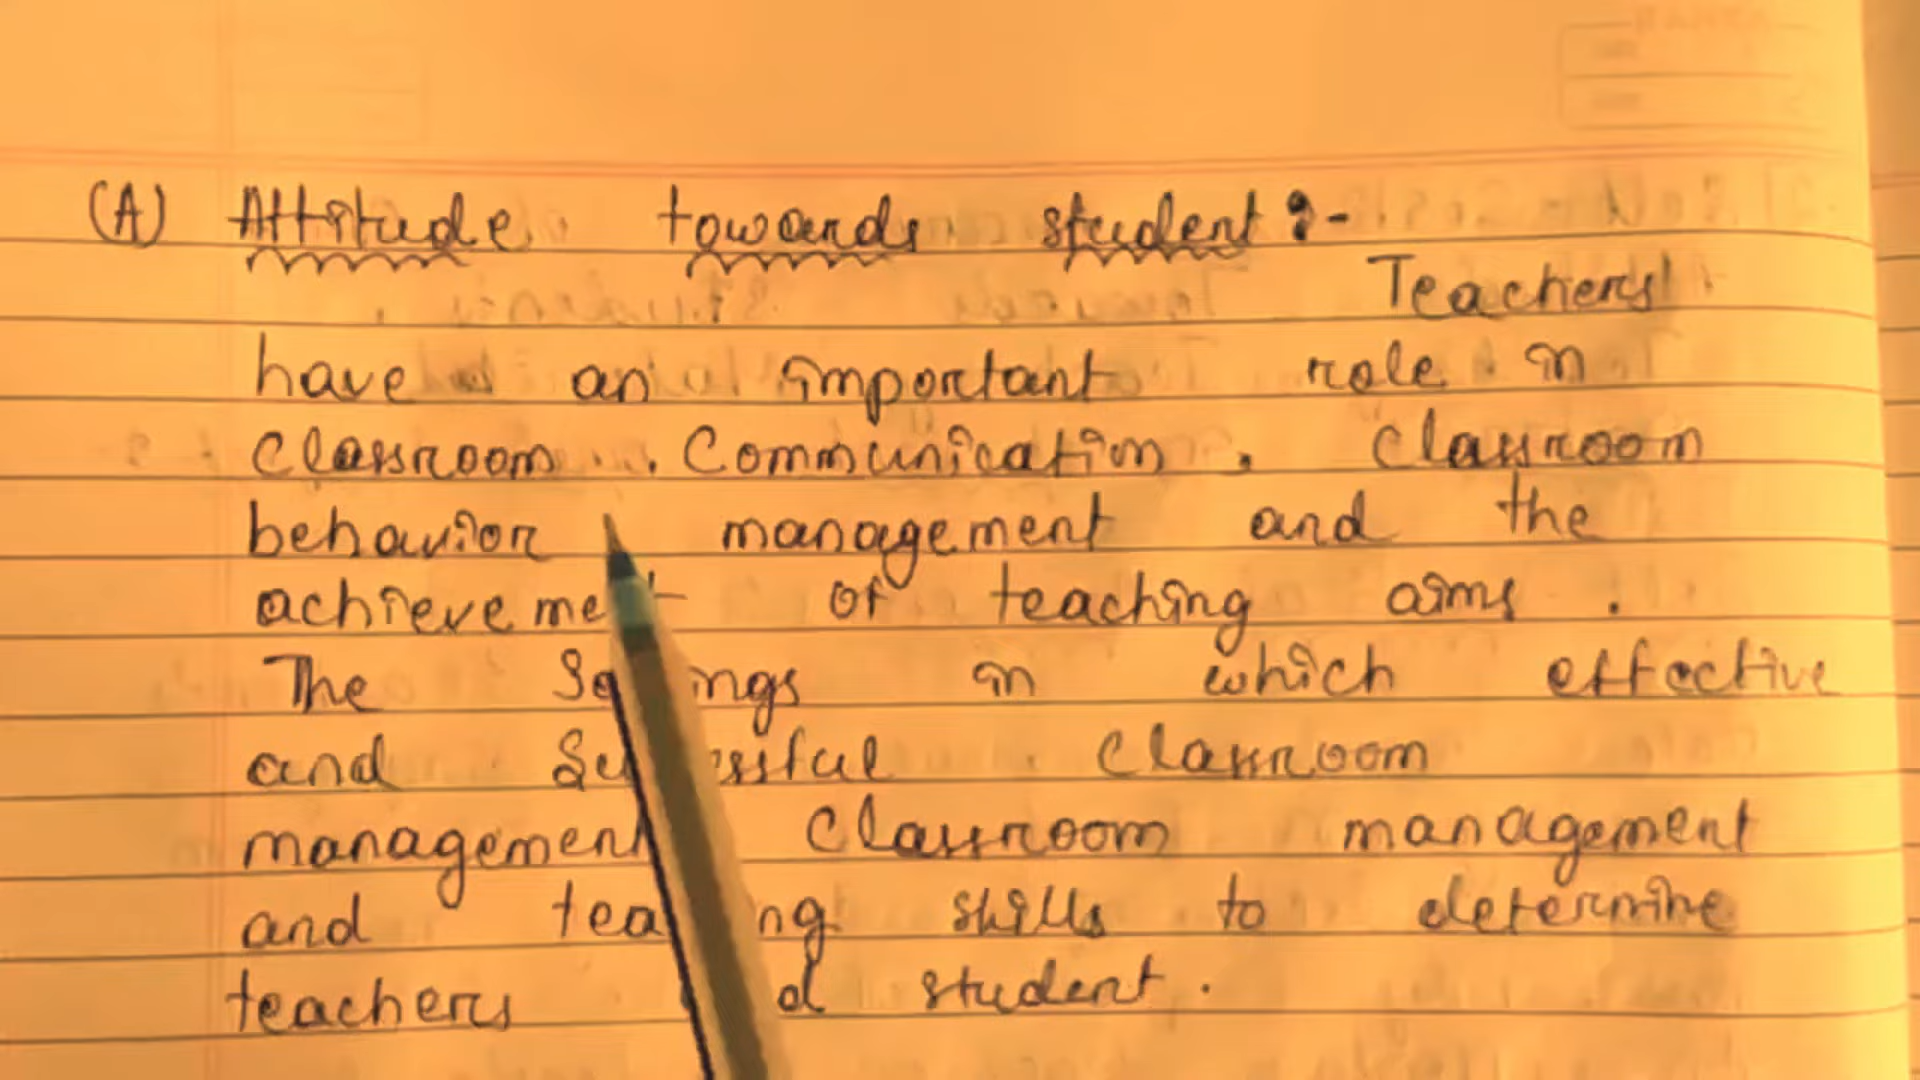 (A) Attitude towards student :-
Teachers
have an important role in
classroom . Communication , classroom
behavior management and the
of teaching aims .
The in which effective
and classroom
classroom management
and skills to determine
teachers student .